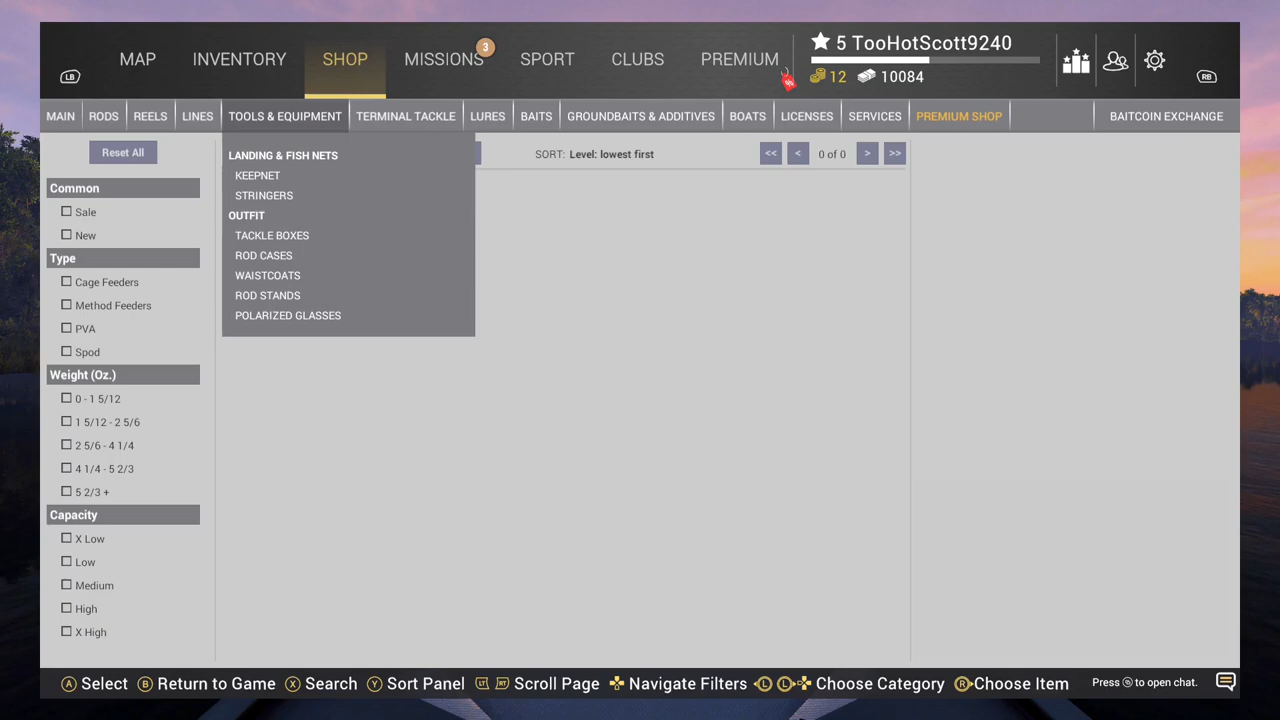 MAP INVENTORY SHOP MISSIONS 3 SPORT CLUBS PREMIUM
5 TooHotScott9240
12 10084
LB
RB
MAIN RODS REELS LINES TOOLS & EQUIPMENT TERMINAL TACKLE LURES BAITS GROUNDBAITS & ADDITIVES BOATS LICENSES SERVICES PREMIUM SHOP BAITCOIN EXCHANGE
Reset All
SORT: Level: lowest first
<< < 0 of 0 > >>
Common
Sale
New
Type
Cage Feeders
Method Feeders
PVA
Spod
Weight (Oz.)
0 - 1 5/12
1 5/12 - 2 5/6
2 5/6 - 4 1/4
4 1/4 - 5 2/3
5 2/3 +
Capacity
X Low
Low
Medium
High
X High
LANDING & FISH NETS
KEEPNET
STRINGERS
OUTFIT
TACKLE BOXES
ROD CASES
WAISTCOATS
ROD STANDS
POLARIZED GLASSES
A Select B Return to Game X Search Y Sort Panel LT RT Scroll Page Navigate Filters L L Choose Category R Choose Item Press to open chat.